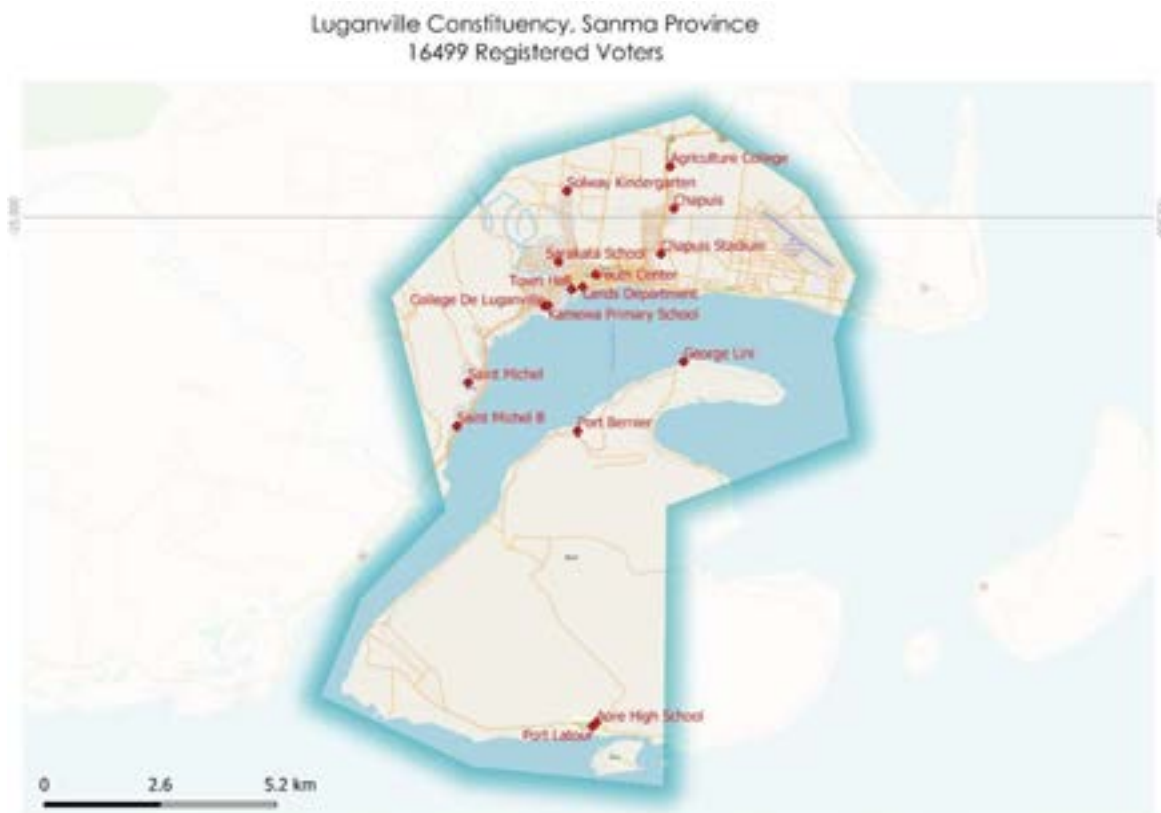 Luganville Constituency, Sanma Province
16499 Registered Voters
Agriculture College
Solway Kindergarten
Chapuis
Chapuis Stadium
Sarakata School
Youth Center
Town Hall
Lands Department
College De Luganville
Kamewa Primary School
George Lini
Saint Michel
Saint Michel B
Port Bernier
Aore High School
Port Latour
0 2.6 5.2 km